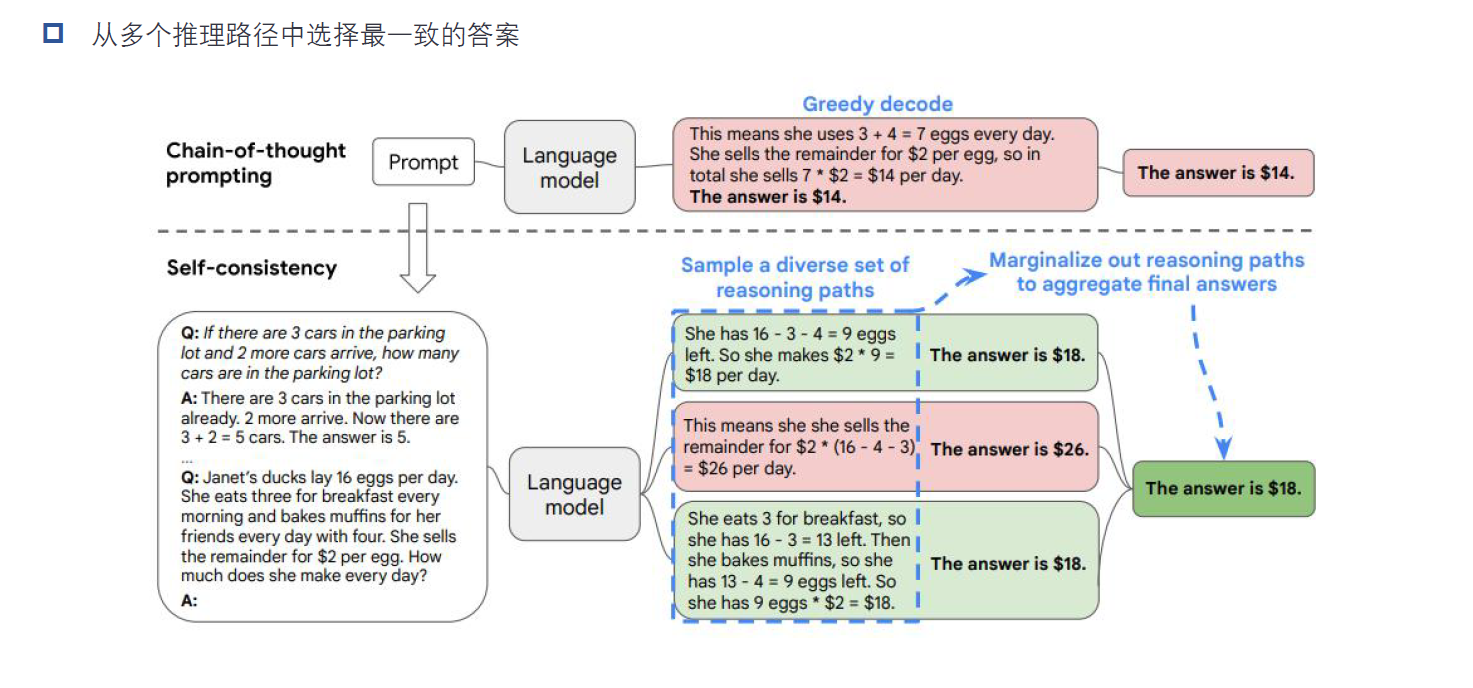 从多个推理路径中选择最一致的答案
Greedy decode
Chain-of-thought
prompting
Prompt
Language
model
This means she uses 3 + 4 = 7 eggs every day.
She sells the remainder for $2 per egg, so in
total she sells 7 * $2 = $14 per day.
The answer is $14.
The answer is $14.
Self-consistency
Sample a diverse set of
reasoning paths
Marginalize out reasoning paths
to aggregate final answers
Q: If there are 3 cars in the parking
lot and 2 more cars arrive, how many
cars are in the parking lot?
A: There are 3 cars in the parking lot
already. 2 more arrive. Now there are
3 + 2 = 5 cars. The answer is 5.
...
Q: Janet's ducks lay 16 eggs per day.
She eats three for breakfast every
morning and bakes muffins for her
friends every day with four. She sells
the remainder for $2 per egg. How
much does she make every day?
A:
Language
model
She has 16 - 3 - 4 = 9 eggs
left. So she makes $2 * 9 =
$18 per day.
The answer is $18.
This means she she sells the
remainder for $2 * (16 - 4 - 3)
= $26 per day.
The answer is $26.
She eats 3 for breakfast, so
she has 16 - 3 = 13 left. Then
she bakes muffins, so she
has 13 - 4 = 9 eggs left. So
she has 9 eggs * $2 = $18.
The answer is $18.
The answer is $18.